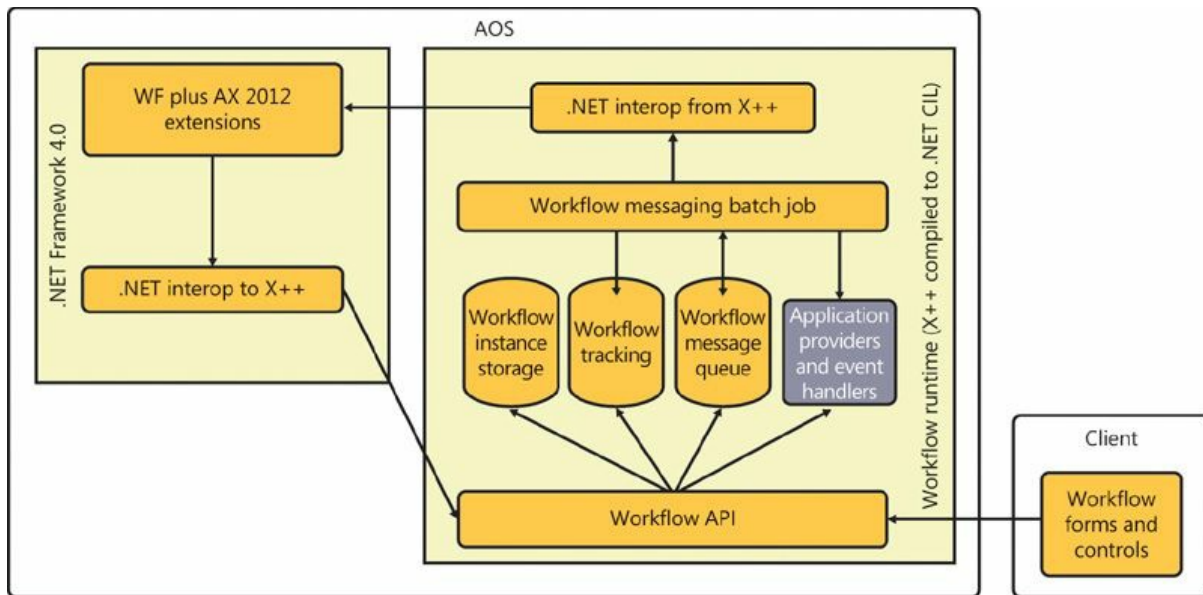 AOS
WF plus AX 2012
extensions
.NET interop to X++
.NET Framework 4.0
.NET interop from X++
Workflow messaging batch job
Workflow
instance
storage
Workflow
tracking
Workflow
message
queue
Application
providers
and event
handlers
Workflow API
Workflow runtime (X++ compiled to .NET CIL)
Client
Workflow
forms and
controls